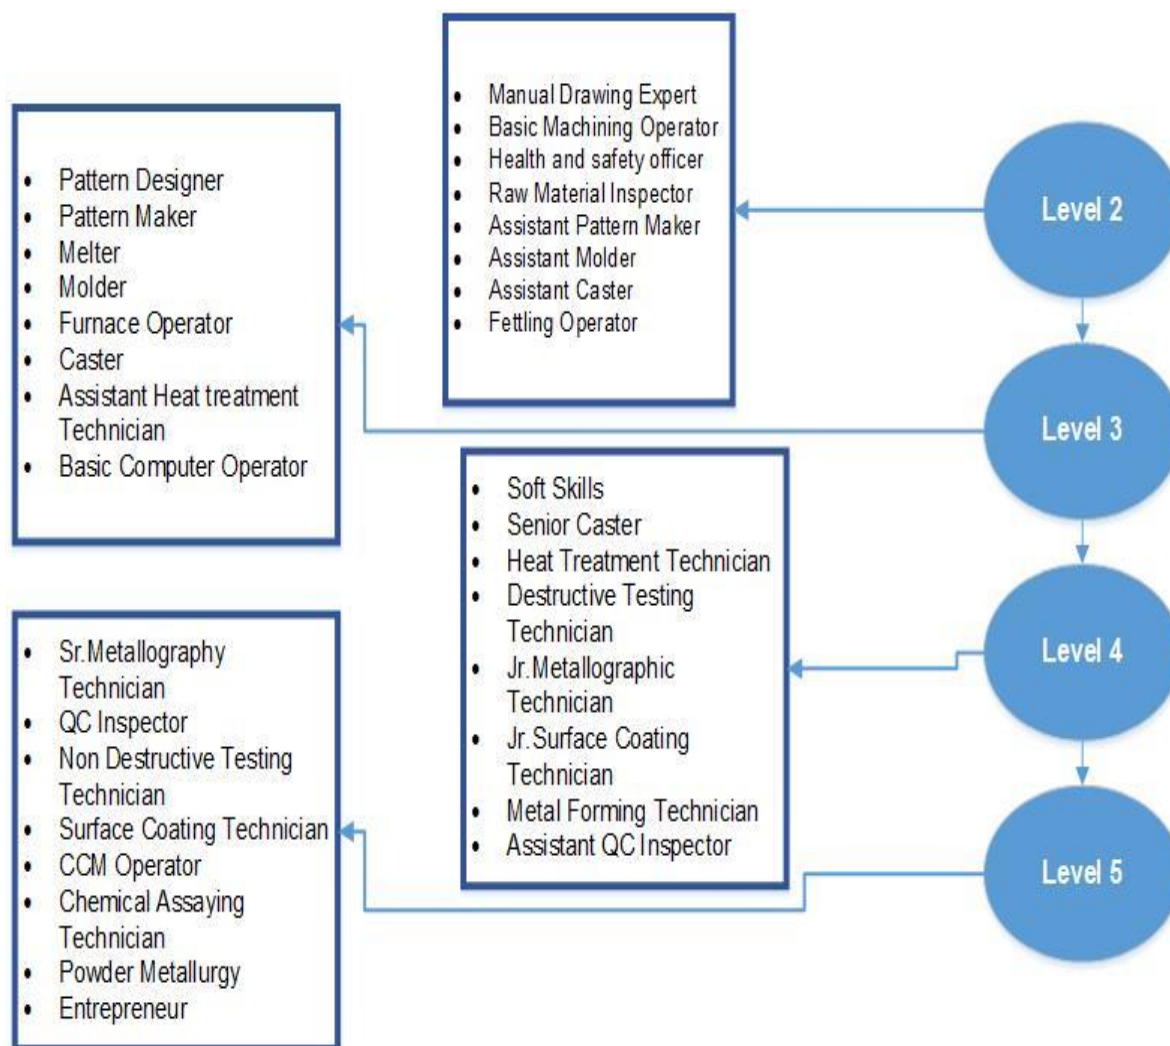 • Manual Drawing Expert
• Basic Machining Operator
• Health and safety officer
• Raw Material Inspector
• Assistant Pattern Maker
• Assistant Molder
• Assistant Caster
• Fettling Operator
Level 2
• Pattern Designer
• Pattern Maker
• Melter
• Molder
• Furnace Operator
• Caster
• Assistant Heat treatment
Technician
• Basic Computer Operator
Level 3
• Soft Skills
• Senior Caster
• Heat Treatment Technician
• Destructive Testing
Technician
• Jr.Metallographic
Technician
• Jr.Surface Coating
Technician
• Metal Forming Technician
• Assistant QC Inspector
Level 4
• Sr.Metallography
Technician
• QC Inspector
• Non Destructive Testing
Technician
• Surface Coating Technician
• CCM Operator
• Chemical Assaying
Technician
• Powder Metallurgy
• Entrepreneur
Level 5